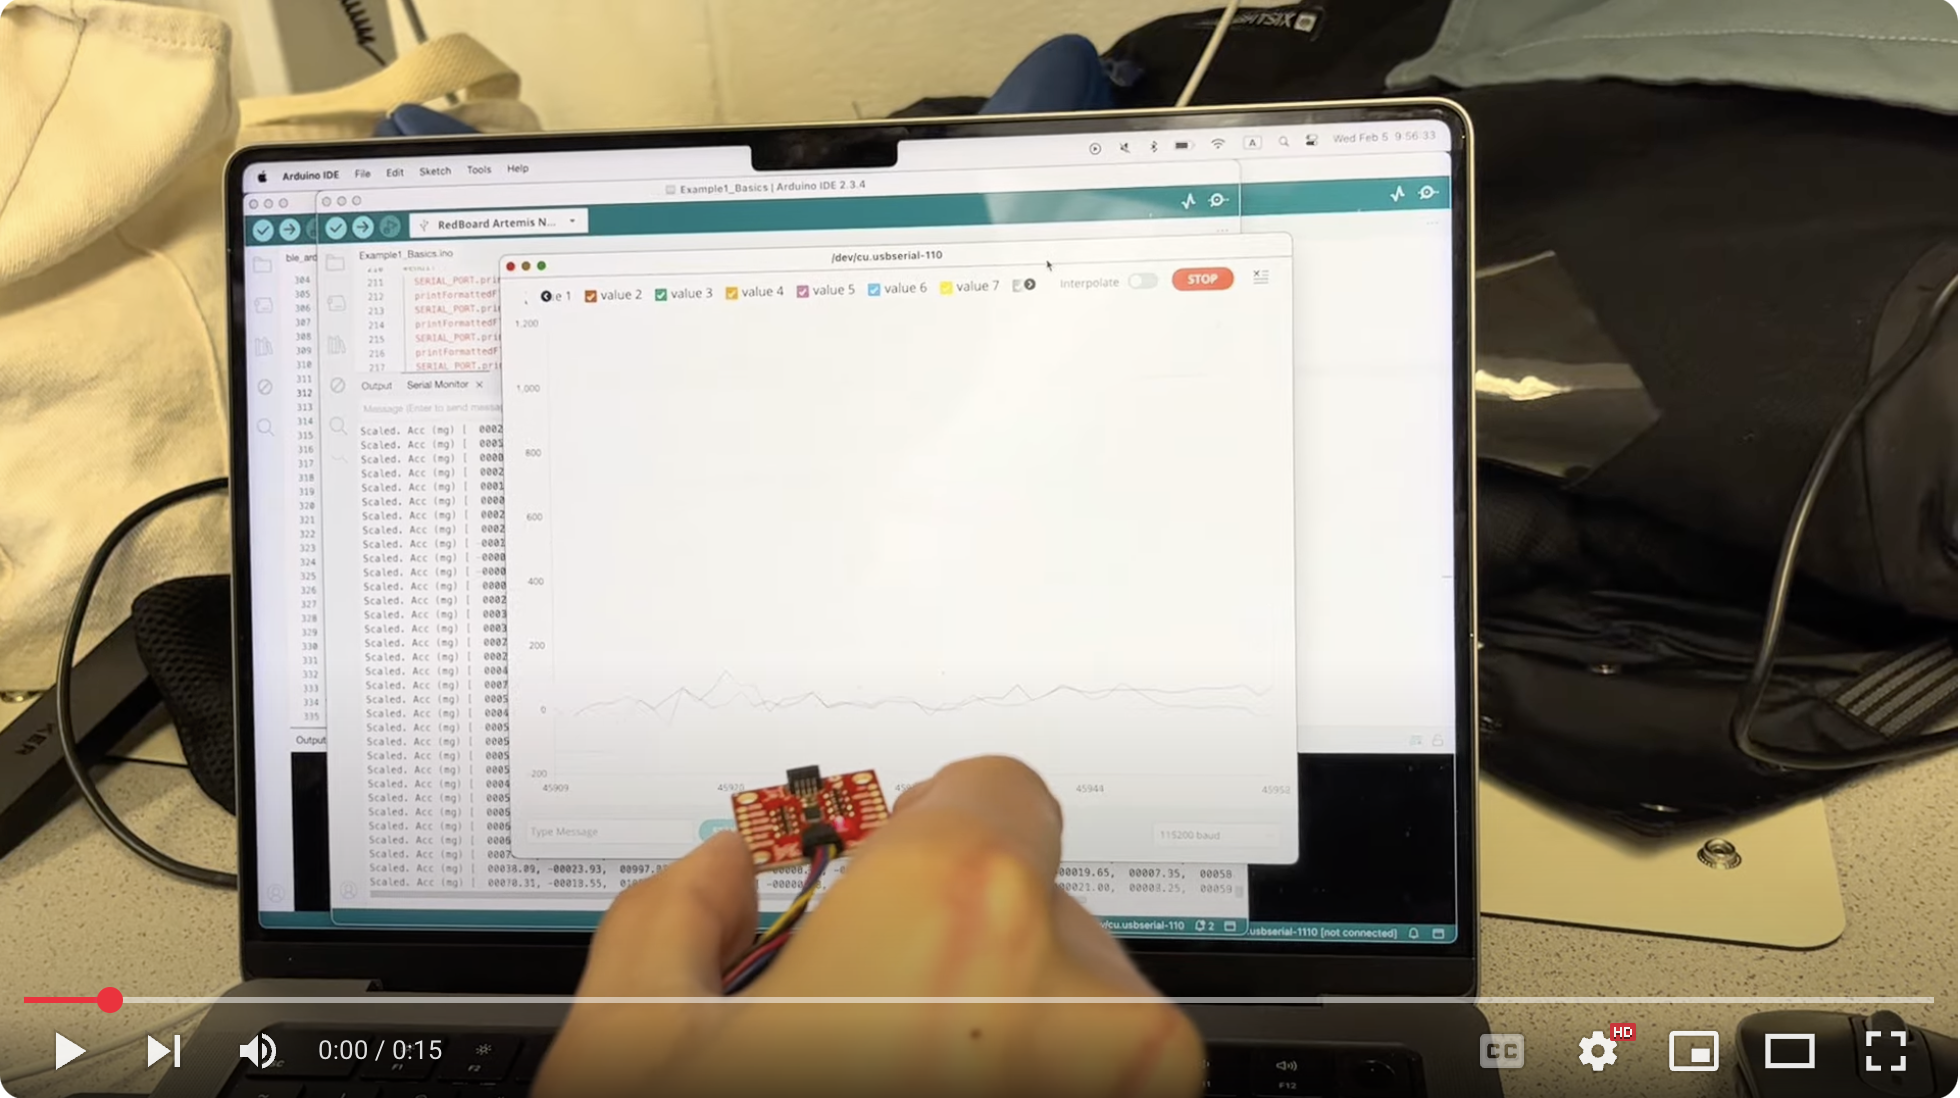 Arduino IDE File Edit Sketch Tools Help
A Wed Feb 5 9:56:33
Example1_Basics | Arduino IDE 2.3.4
RedBoard Artemis N...
ble_ard
Example1_Basics.ino
/dev/cu.usbserial-110
value 2 value 3 value 4 value 5 value 6 value 7
Interpolate STOP
304
305
306
307
308
309
310
311
312
313
314
315
316
317
318
319
320
321
322
323
324
325
326
327
328
329
330
331
332
333
334
335
211 SERIAL_PORT.pri
212 printFormattedF
213 SERIAL_PORT.pri
214 printFormattedF
215 SERIAL_PORT.pri
216 printFormattedF
217 SERIAL_PORT.pri
Output Serial Monitor
Message (Enter to send messag
Scaled. Acc (mg) [ 0002
Scaled. Acc (mg) [ 0005
Scaled. Acc (mg) [ 0000
Scaled. Acc (mg) [ 0002
Scaled. Acc (mg) [ 0001
Scaled. Acc (mg) [ 0000
Scaled. Acc (mg) [ 0002
Scaled. Acc (mg) [ 0002
Scaled. Acc (mg) [ -0001
Scaled. Acc (mg) [ -0000
Scaled. Acc (mg) [ -0000
Scaled. Acc (mg) [ 0000
Scaled. Acc (mg) [ 0002
Scaled. Acc (mg) [ 0003
Scaled. Acc (mg) [ 0003
Scaled. Acc (mg) [ 0002
Scaled. Acc (mg) [ 0002
Scaled. Acc (mg) [ 0004
Scaled. Acc (mg) [ 0007
Scaled. Acc (mg) [ 0005
Scaled. Acc (mg) [ 0004
Scaled. Acc (mg) [ 0005
Scaled. Acc (mg) [ 0005
Scaled. Acc (mg) [ 0005
Scaled. Acc (mg) [ 0005
Scaled. Acc (mg) [ 0004
Scaled. Acc (mg) [ 0005
Scaled. Acc (mg) [ 0005
Scaled. Acc (mg) [ 0006
Scaled. Acc (mg) [ 0006
Scaled. Acc (mg) [ 0007
Scaled. Acc (mg) [ 00038.09, -00023.93, 00997.
00019.65, 00007.35, 00058
Scaled. Acc (mg) [ 00070.31, -00018.55,
00021.00, 00008.25, 00059
1,200
1,000
800
600
400
200
0
-200
45909 45920 45944 45952
Type Message
115200 baud
Output
/cu.usbserial-110 2
.usbserial-1110 [not connected]
KER
0:00 / 0:15
CC
HD
F1
F2
F12